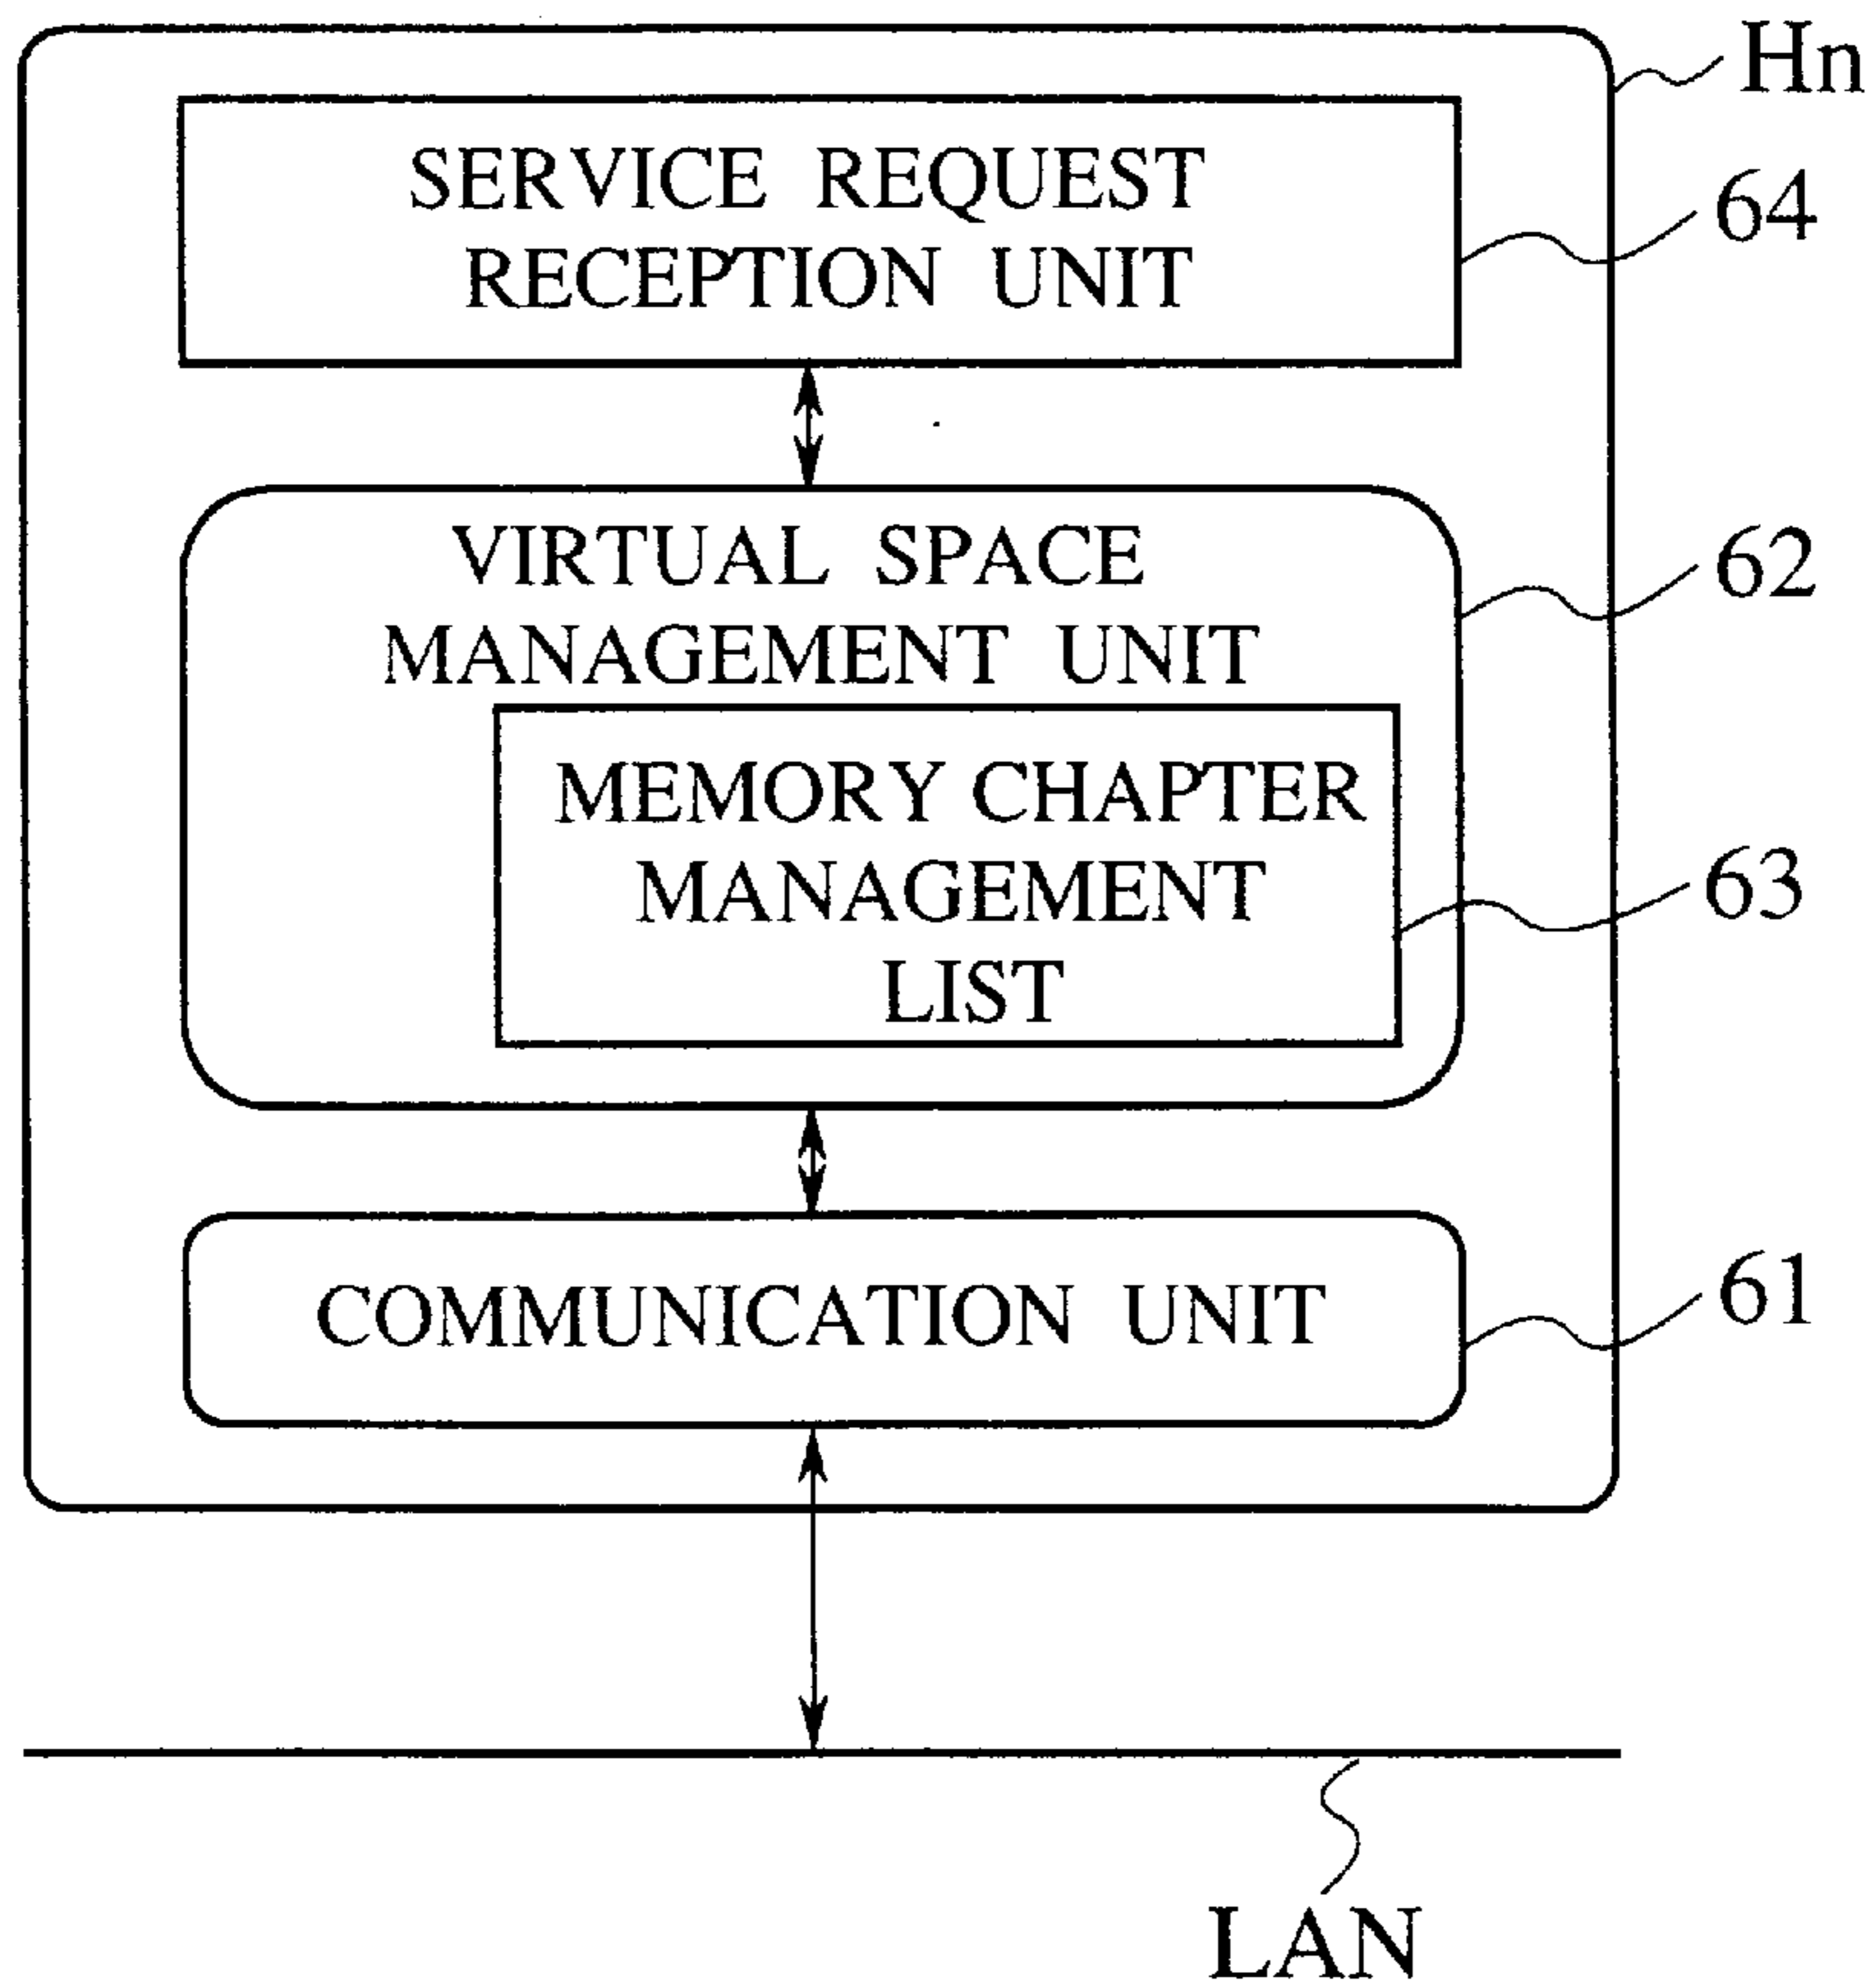 Hn
SERVICE REQUEST
RECEPTION UNIT
64
VIRTUAL SPACE
MANAGEMENT UNIT
62
MEMORY CHAPTER
MANAGEMENT
LIST
63
COMMUNICATION UNIT
61
LAN